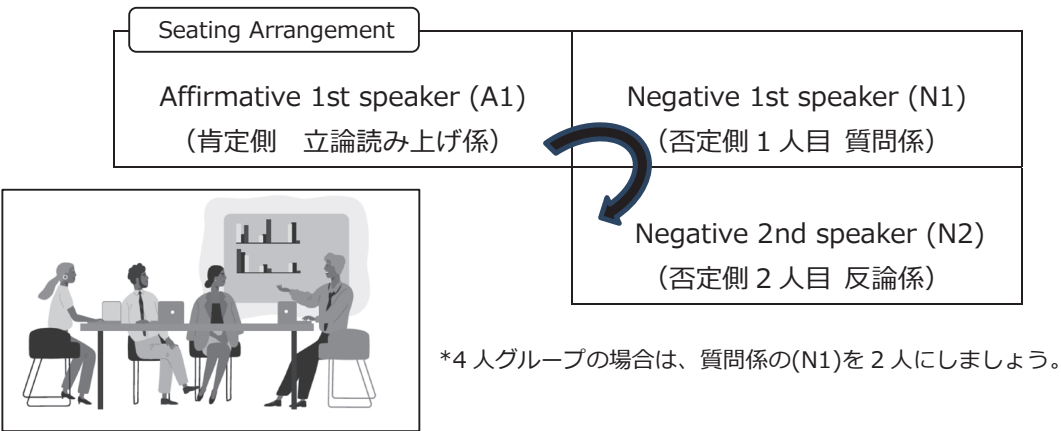 Seating Arrangement
Affirmative 1st speaker (A1)
（肯定側　立論読み上げ係）
Negative 1st speaker (N1)
（否定側 1 人目 質問係）
Negative 2nd speaker (N2)
（否定側 2 人目 反論係）
*4 人グループの場合は、質問係の(N1)を 2 人にしましょう。